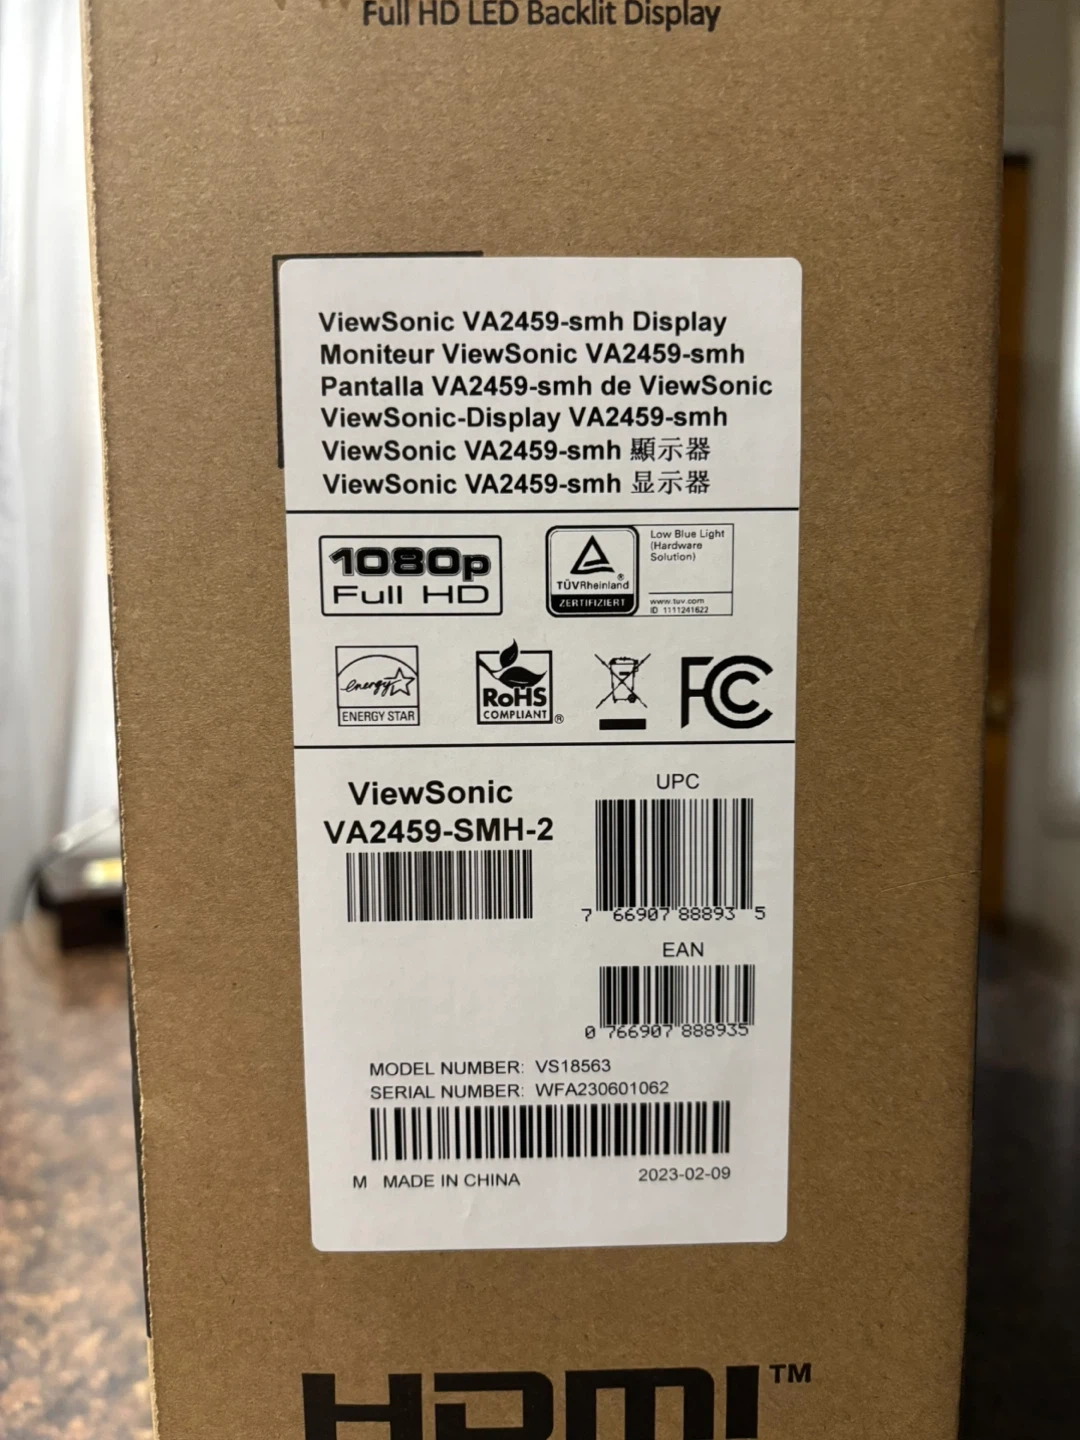 Full HD LED Backlit Display
ViewSonic VA2459-smh Display
Moniteur ViewSonic VA2459-smh
Pantalla VA2459-smh de ViewSonic
ViewSonic-Display VA2459-smh
ViewSonic VA2459-smh 顯示器
ViewSonic VA2459-smh 显示器
1080p
Full HD
TÜVRheinland®
ZERTIFIZIERT
Low Blue Light
(Hardware
Solution)
www.tuv.com
ID 1111241622
energy
ENERGY STAR
RoHS
COMPLIANT®
FC
ViewSonic
VA2459-SMH-2
UPC
7 66907 88893 5
EAN
0 766907 888935
MODEL NUMBER: VS18563
SERIAL NUMBER: WFA230601062
M MADE IN CHINA
2023-02-09
HDMI™